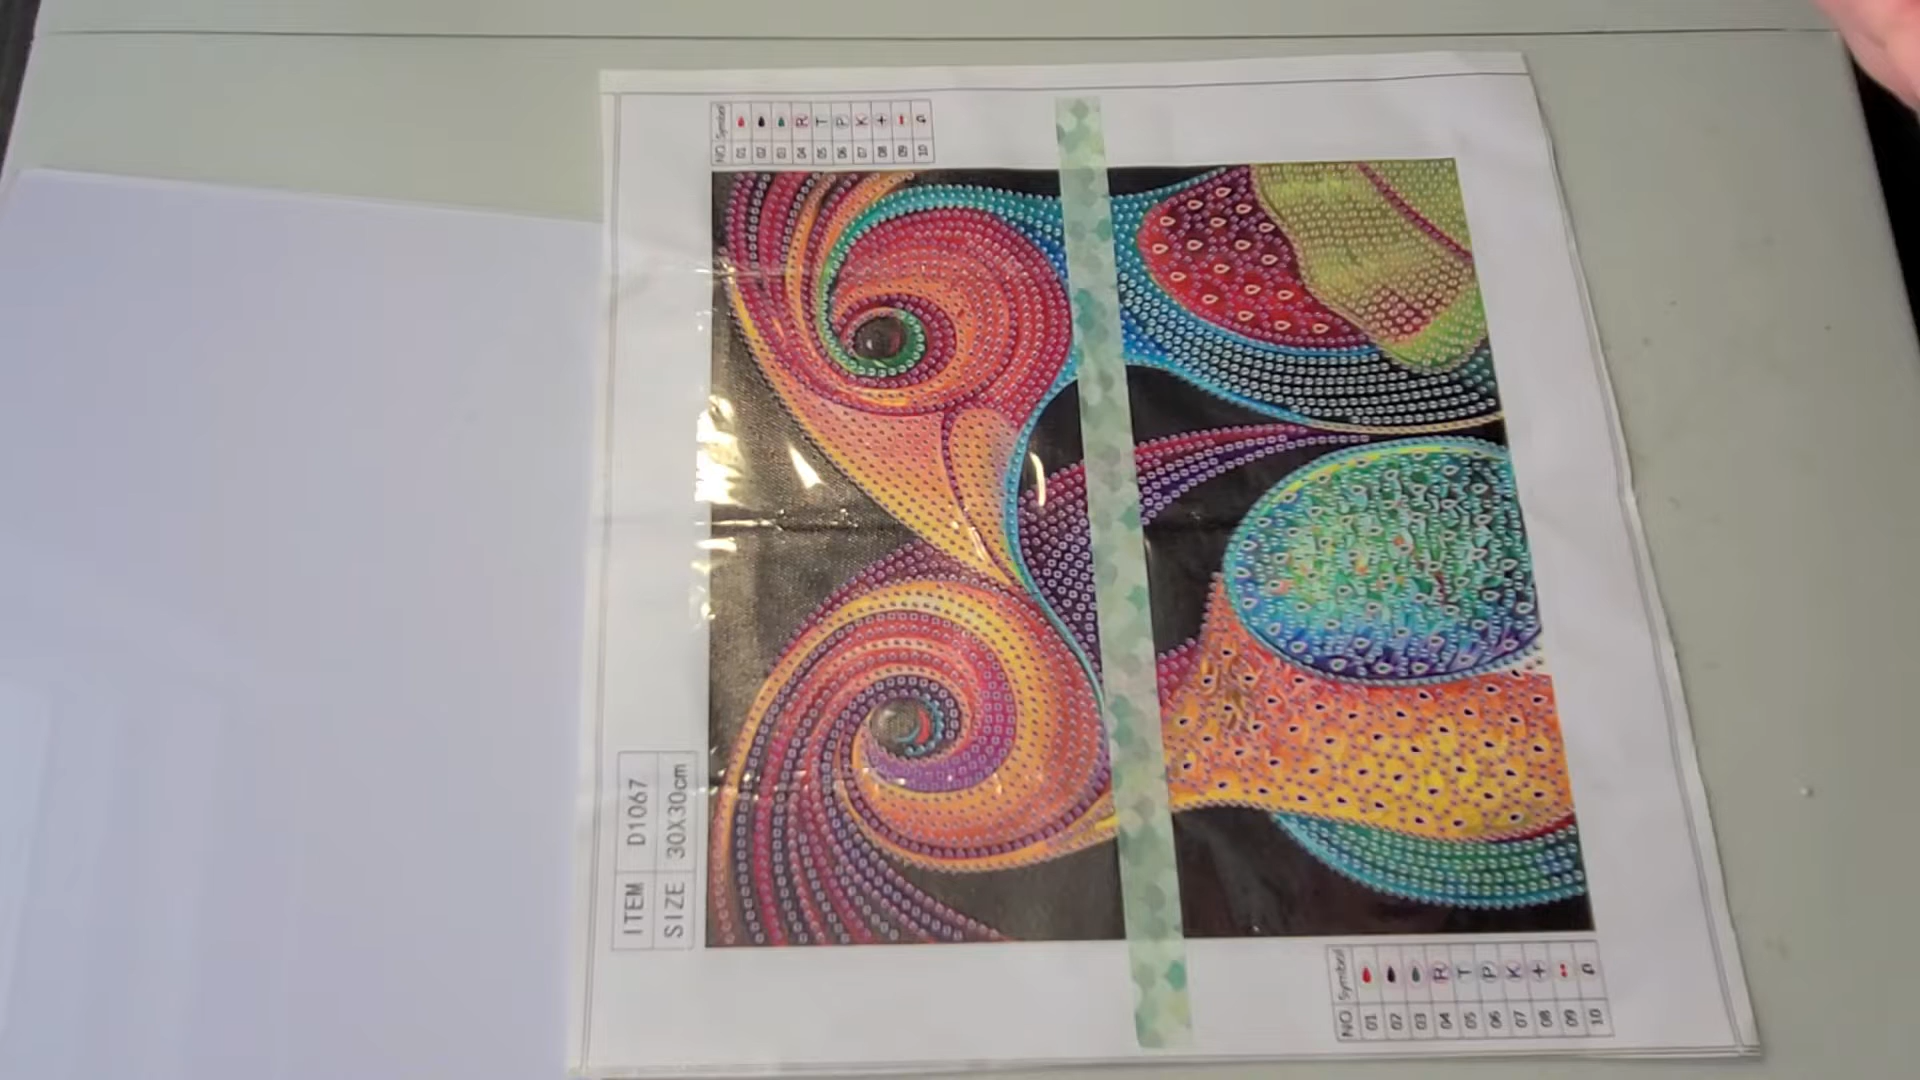 NO Symbol
01
02
03
04 R
05 T
06 P
07 K
08 +
09
10
ITEM D1067
SIZE 30X30cm
NO Symbol
01
02
03
04 R
05 T
06 P
07 K
08 +
09
10